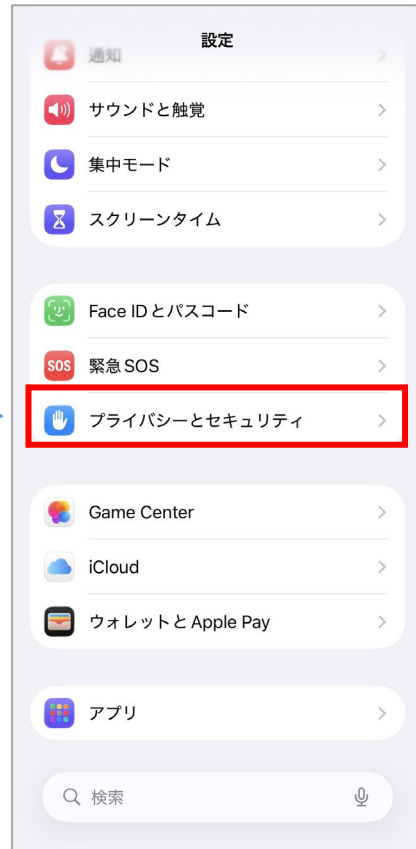 設定
通知
サウンドと触覚
集中モード
スクリーンタイム
Face IDとパスコード
SOS 緊急SOS
プライバシーとセキュリティ
Game Center
iCloud
ウォレットとApple Pay
アプリ
検索